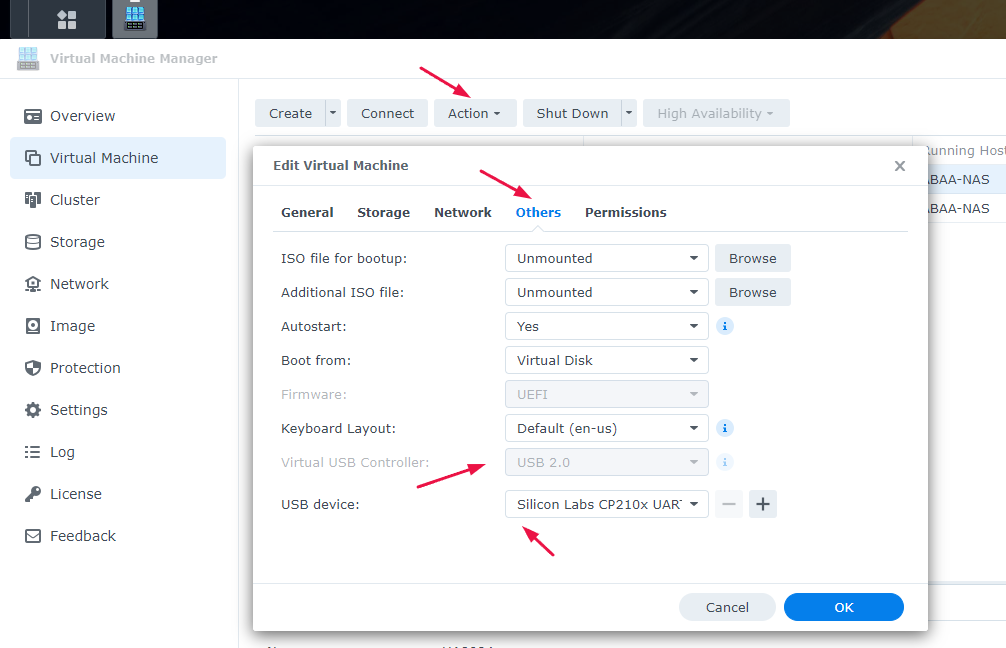 Virtual Machine Manager
Overview
Virtual Machine
Cluster
Storage
Network
Image
Protection
Settings
Log
License
Feedback
Create Connect Action Shut Down High Availability
Running Host
ABAA-NAS
ABAA-NAS
Edit Virtual Machine
General Storage Network Others Permissions
ISO file for bootup: Unmounted Browse
Additional ISO file: Unmounted Browse
Autostart: Yes
Boot from: Virtual Disk
Firmware: UEFI
Keyboard Layout: Default (en-us)
Virtual USB Controller: USB 2.0
USB device: Silicon Labs CP210x UART
Cancel OK